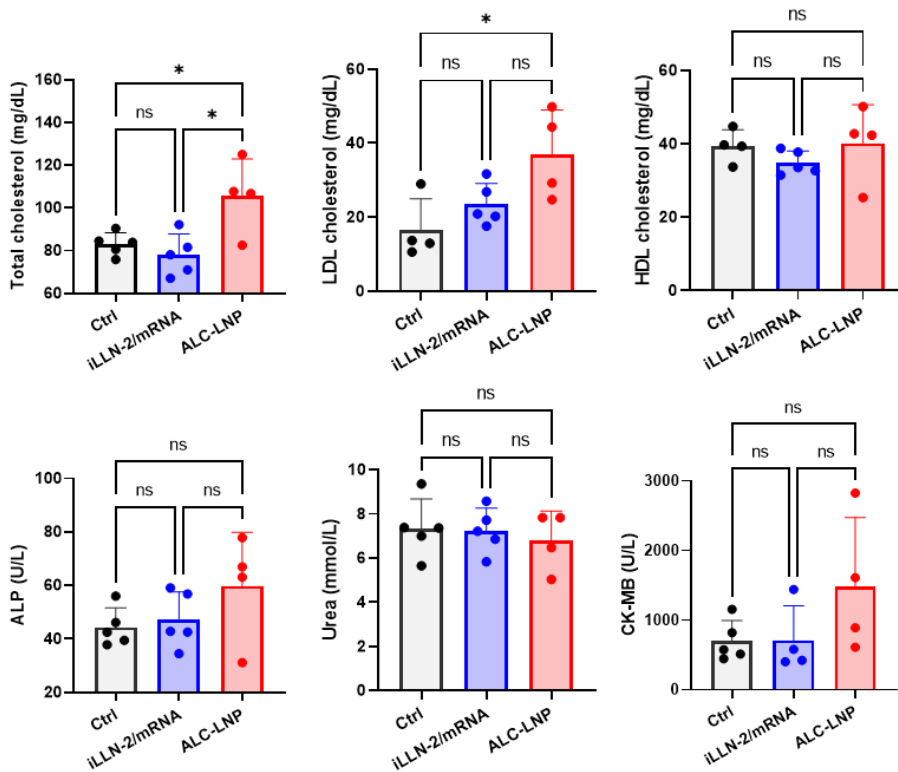 ns
*
ns
*
160
140
120
100
80
60
Total cholesterol (mg/dL)
Ctrl
iLLN-2/mRNA
ALC-LNP
*
ns
ns
60
40
20
0
LDL cholesterol (mg/dL)
Ctrl
iLLN-2/mRNA
ALC-LNP
ns
ns
ns
60
40
20
0
HDL cholesterol (mg/dL)
Ctrl
iLLN-2/mRNA
ALC-LNP
ns
ns
ns
100
80
60
40
20
ALP (U/L)
Ctrl
iLLN-2/mRNA
ALC-LNP
ns
ns
ns
10
8
6
4
2
0
Urea (mmol/L)
Ctrl
iLLN-2/mRNA
ALC-LNP
ns
ns
ns
3000
2000
1000
0
CK-MB (U/L)
Ctrl
iLLN-2/mRNA
ALC-LNP